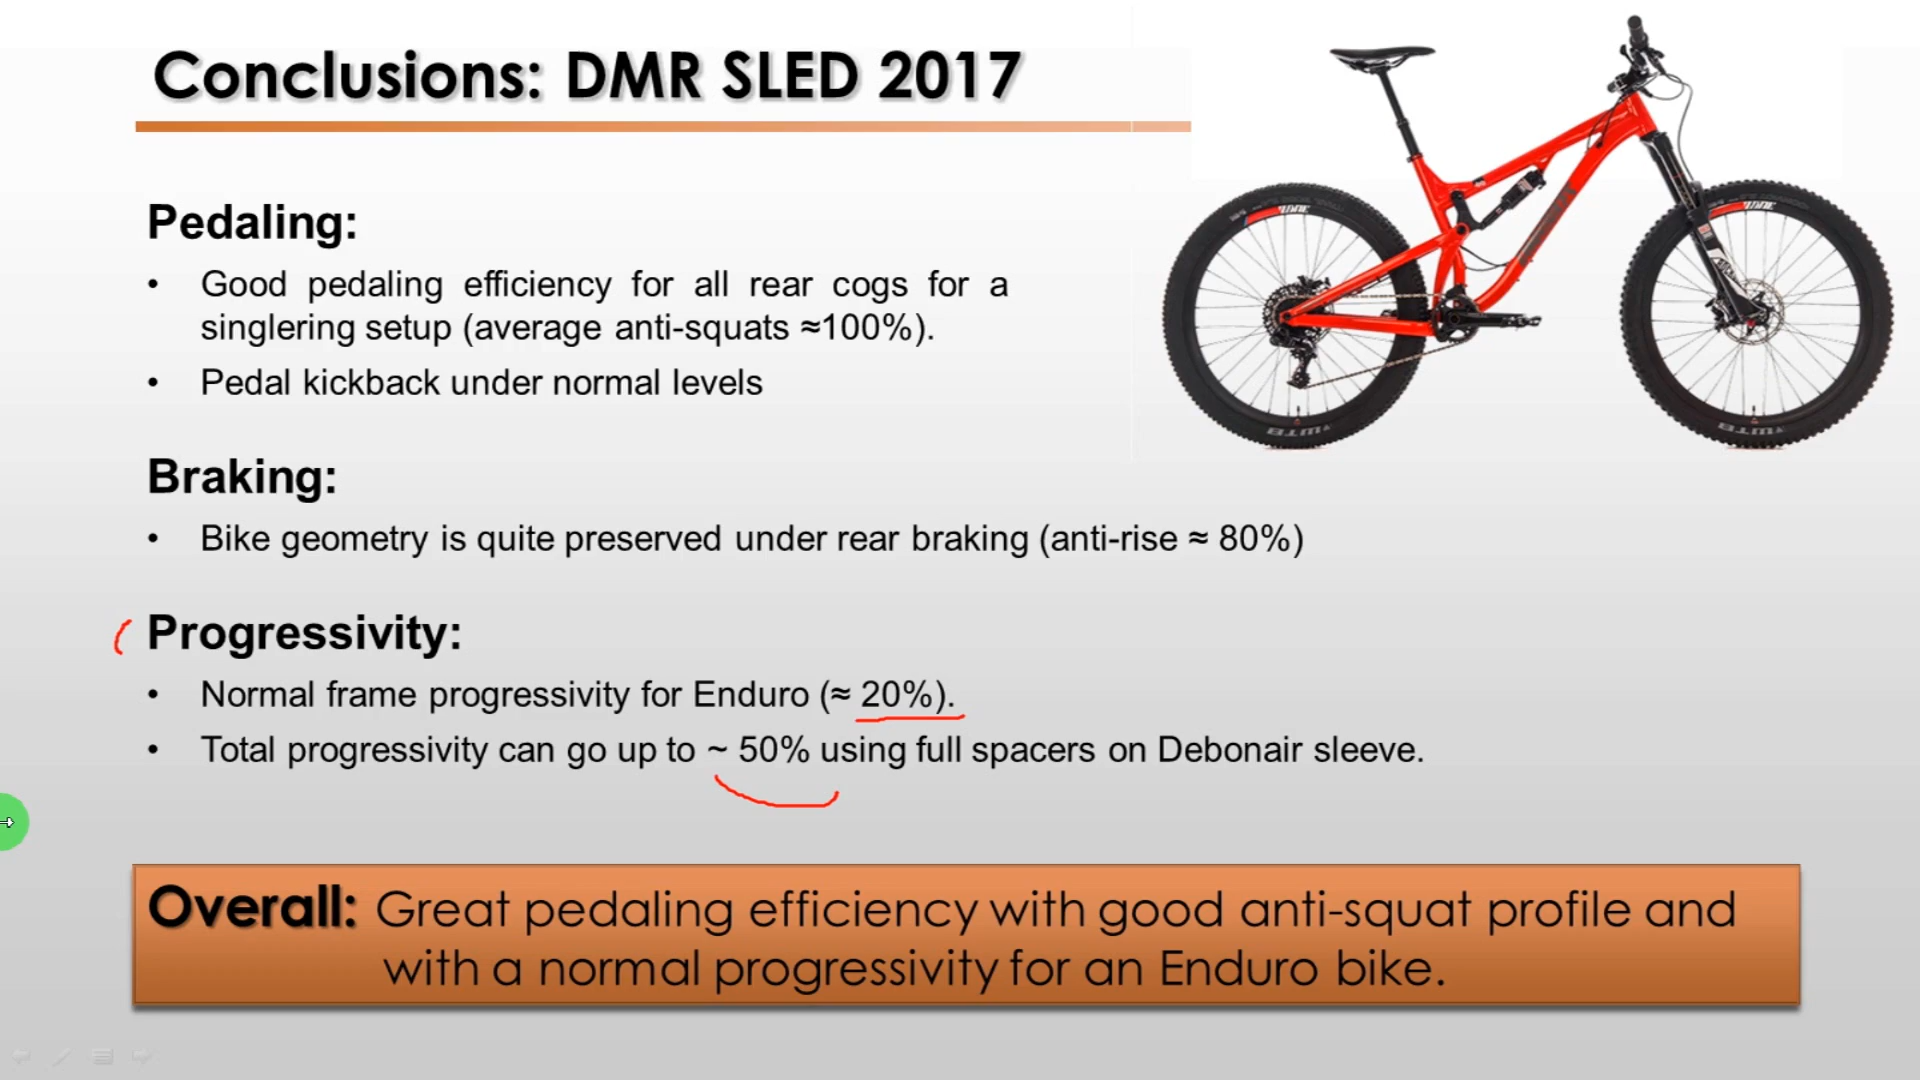 Conclusions: DMR SLED 2017
Pedaling:
• Good pedaling efficiency for all rear cogs for a
singlering setup (average anti-squats ≈100%).
• Pedal kickback under normal levels
Braking:
• Bike geometry is quite preserved under rear braking (anti-rise ≈ 80%)
Progressivity:
• Normal frame progressivity for Enduro (≈ 20%).
• Total progressivity can go up to ~ 50% using full spacers on Debonair sleeve.
Overall: Great pedaling efficiency with good anti-squat profile and
with a normal progressivity for an Enduro bike.